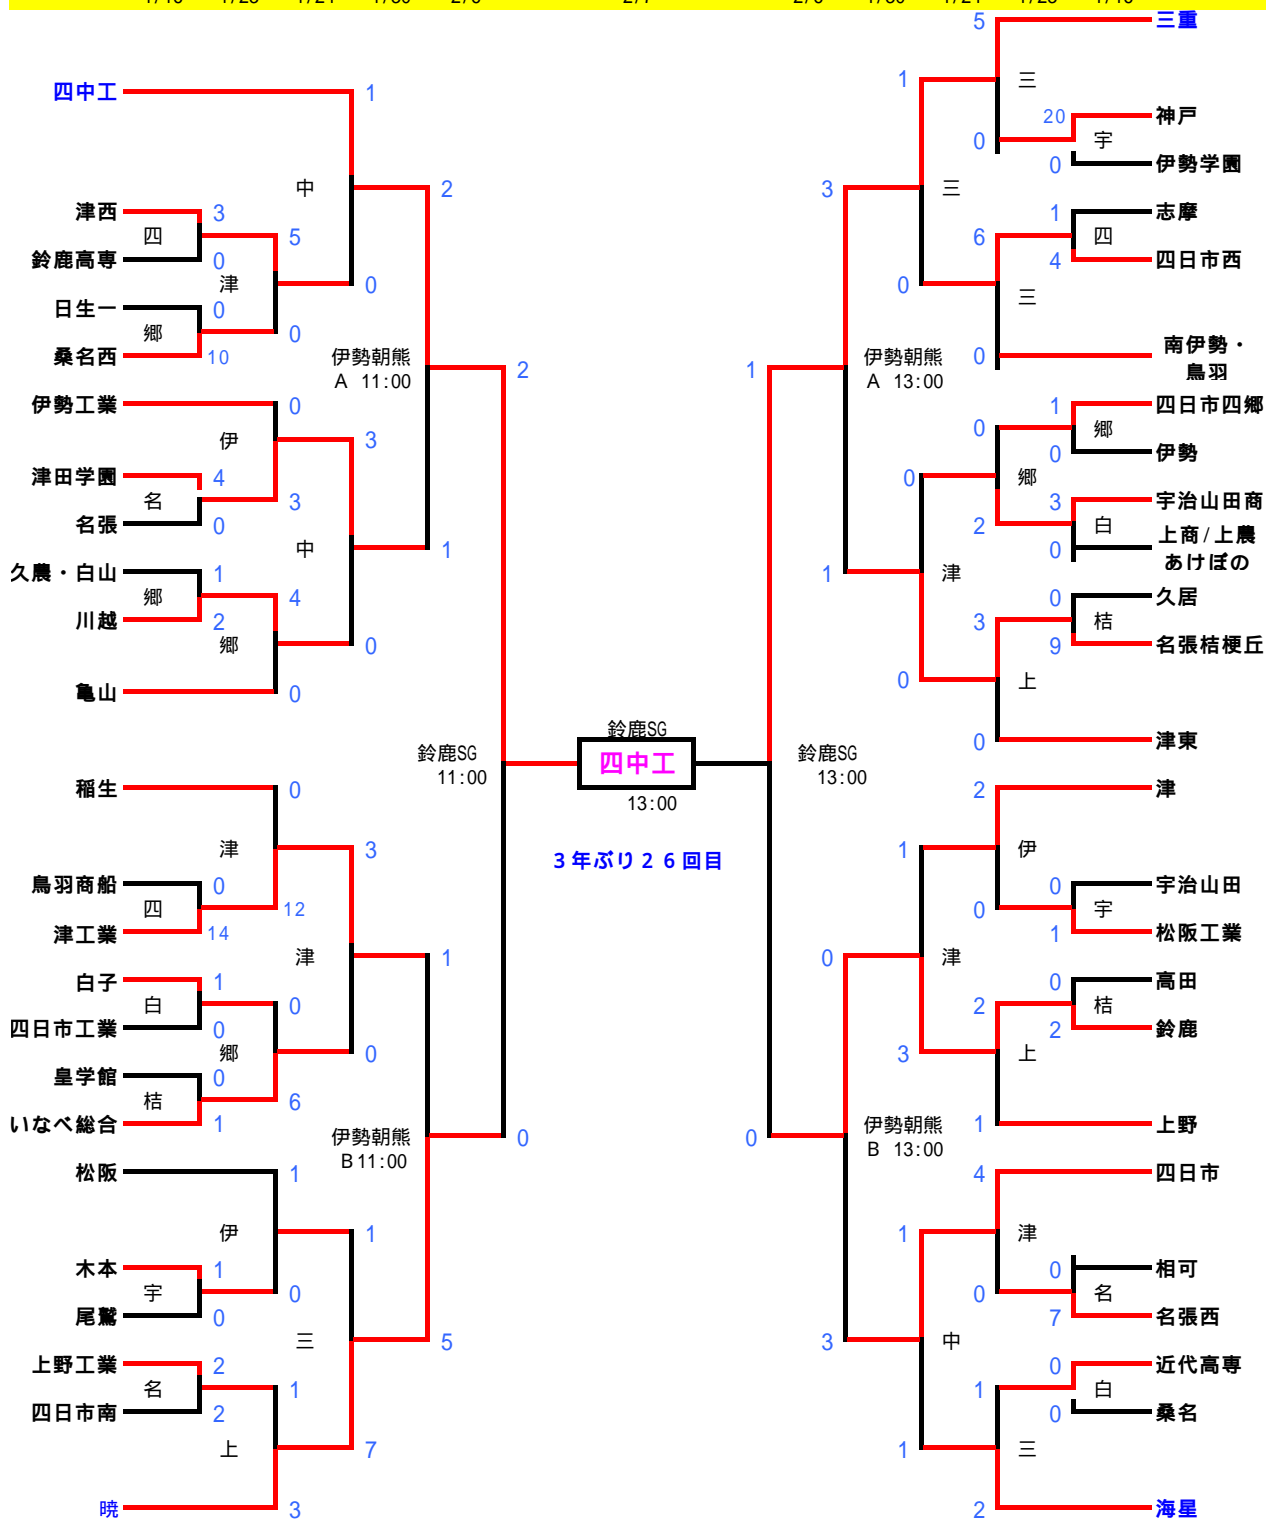 四中工
1
中
2
津西
3
四
5
鈴鹿高専
0
津
0
日生一
0
郷
0
桑名西
10
伊勢朝熊
A 11:00
2
伊勢工業
0
伊
3
津田学園
4
名
3
名張
0
中
1
久農・白山
1
郷
4
川越
2
郷
0
亀山
0
鈴鹿SG
11:00
稲生
0
津
3
鳥羽商船
0
四
12
津工業
14
津
1
白子
1
白
0
四日市工業
0
郷
0
皇学館
0
桔
6
いなべ総合
1
伊勢朝熊
B 11:00
0
松阪
1
伊
1
木本
1
宇
0
尾鷲
0
三
5
上野工業
2
名
1
四日市南
2
上
7
暁
3
鈴鹿SG
四中工
13:00
3年ぶり26回目
5
三重
1
三
20
神戸
0
宇
0
伊勢学園
3
三
1
志摩
6
四
4
四日市西
0
三
0
南伊勢・
鳥羽
1
伊勢朝熊
A 13:00
1
四日市四郷
0
郷
0
伊勢
0
郷
3
宇治山田商
2
白
0
上商/上農
あけぼの
1
津
0
久居
3
桔
9
名張桔梗丘
0
上
0
津東
鈴鹿SG
13:00
2
津
1
伊
0
宇治山田
0
宇
1
松阪工業
0
津
0
高田
2
桔
2
鈴鹿
3
上
1
上野
0
伊勢朝熊
B 13:00
4
四日市
1
津
0
相可
0
名
7
名張西
3
中
0
近代高専
1
白
0
桑名
1
三
2
海星